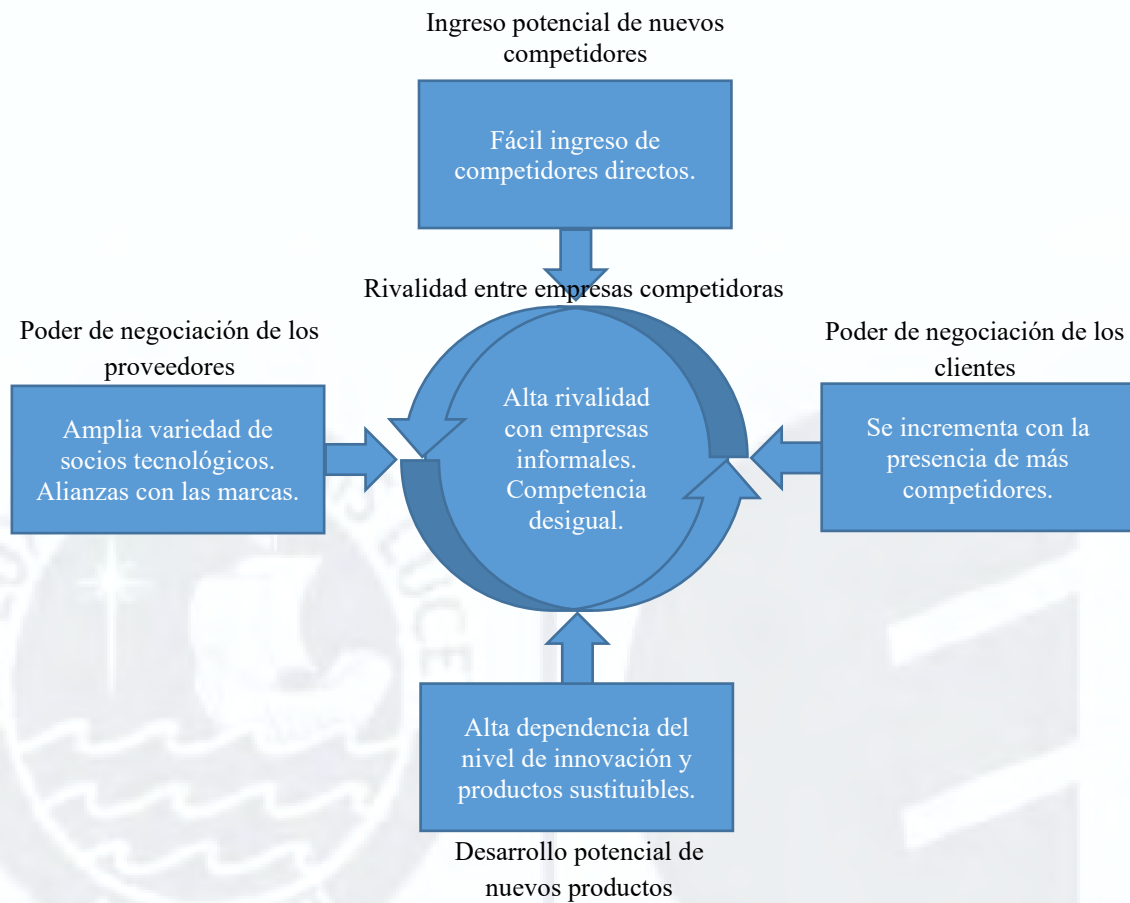 Ingreso potencial de nuevos
competidores
Fácil ingreso de
competidores directos.
Rivalidad entre empresas competidoras
Poder de negociación de los
proveedores
Amplia variedad de
socios tecnológicos.
Alianzas con las marcas.
Alta rivalidad
con empresas
informales.
Competencia
desigual.
Poder de negociación de los
clientes
Se incrementa con la
presencia de más
competidores.
Alta dependencia del
nivel de innovación y
productos sustituibles.
Desarrollo potencial de
nuevos productos